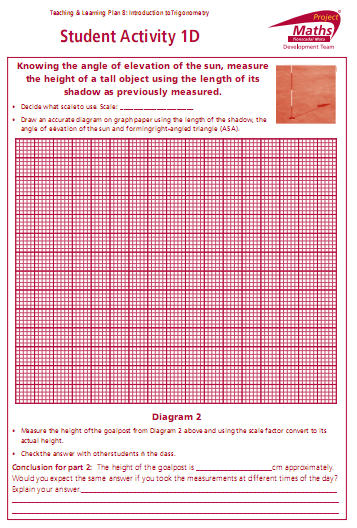 Teaching & Learning Plan 8: Introduction to Trigonometry
Student Activity 1D
Project
Maths
Development Team
Knowing the angle of elevation of the sun, measure
the height of a tall object using the length of its
shadow as previously measured.
• Decide what scale to use. Scale: ____________________
• Draw an accurate diagram on graph paper using the length of the shadow, the
angle of elevation of the sun and forming right-angled triangle (ASA).
Diagram 2
• Measure the height of the goalpost from Diagram 2 above and using the scale factor convert to its
actual height.
• Check the answer with other students in the class.
Conclusion for part 2: The height of the goalpost is ____________________cm approximately.
Would you expect the same answer if you took the measurements at different times of the day?
Explain your answer.____________________